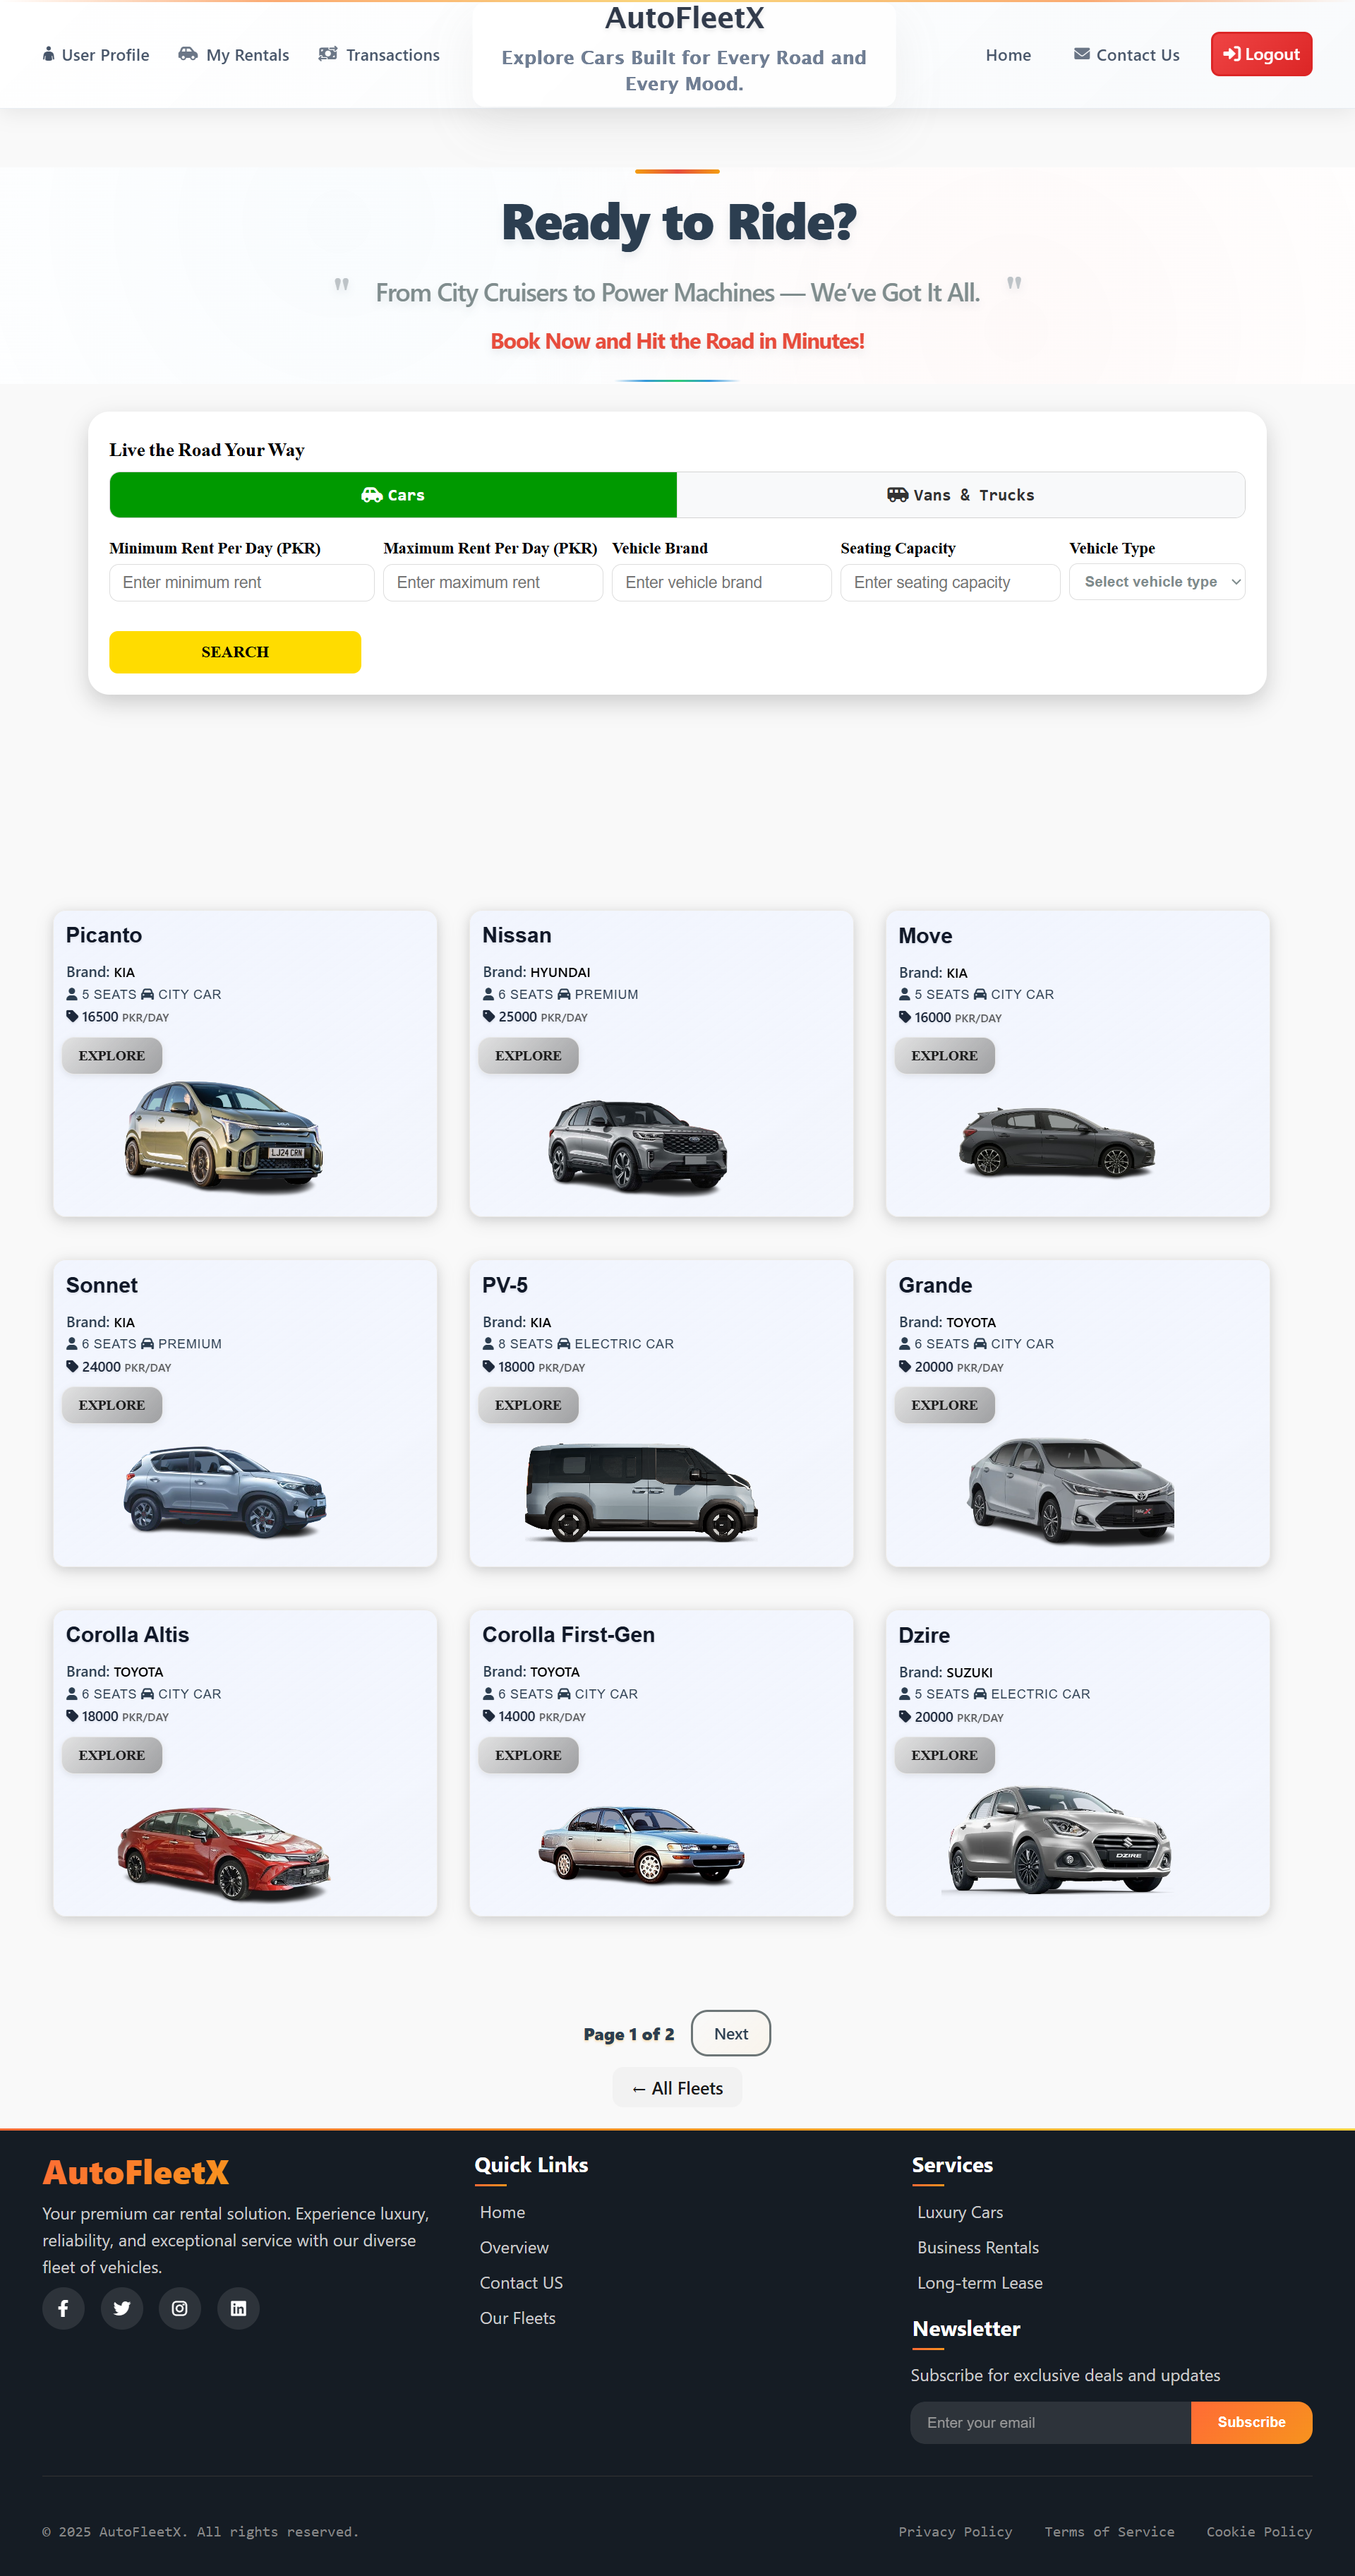 AutoFleetX
User Profile
My Rentals
Transactions
Explore Cars Built for Every Road and
Every Mood.
Home
Contact Us
Logout
Ready to Ride?
" From City Cruisers to Power Machines — We’ve Got It All. "
Book Now and Hit the Road in Minutes!
Live the Road Your Way
Cars
Vans & Trucks
Minimum Rent Per Day (PKR)
Maximum Rent Per Day (PKR)
Vehicle Brand
Seating Capacity
Vehicle Type
Enter minimum rent
Enter maximum rent
Enter vehicle brand
Enter seating capacity
Select vehicle type
SEARCH
Picanto
Brand: KIA
5 SEATS CITY CAR
16500 PKR/DAY
EXPLORE
LJ24 CRN
Nissan
Brand: HYUNDAI
6 SEATS PREMIUM
25000 PKR/DAY
EXPLORE
Move
Brand: KIA
5 SEATS CITY CAR
16000 PKR/DAY
EXPLORE
Sonnet
Brand: KIA
6 SEATS PREMIUM
24000 PKR/DAY
EXPLORE
PV-5
Brand: KIA
8 SEATS ELECTRIC CAR
18000 PKR/DAY
EXPLORE
Grande
Brand: TOYOTA
6 SEATS CITY CAR
20000 PKR/DAY
EXPLORE
Corolla Altis
Brand: TOYOTA
6 SEATS CITY CAR
18000 PKR/DAY
EXPLORE
Corolla First-Gen
Brand: TOYOTA
6 SEATS CITY CAR
14000 PKR/DAY
EXPLORE
Dzire
Brand: SUZUKI
5 SEATS ELECTRIC CAR
20000 PKR/DAY
EXPLORE
DZIRE
Page 1 of 2
Next
← All Fleets
AutoFleetX
Your premium car rental solution. Experience luxury,
reliability, and exceptional service with our diverse
fleet of vehicles.
Quick Links
Home
Overview
Contact US
Our Fleets
Services
Luxury Cars
Business Rentals
Long-term Lease
Newsletter
Subscribe for exclusive deals and updates
Enter your email
Subscribe
© 2025 AutoFleetX. All rights reserved.
Privacy Policy
Terms of Service
Cookie Policy